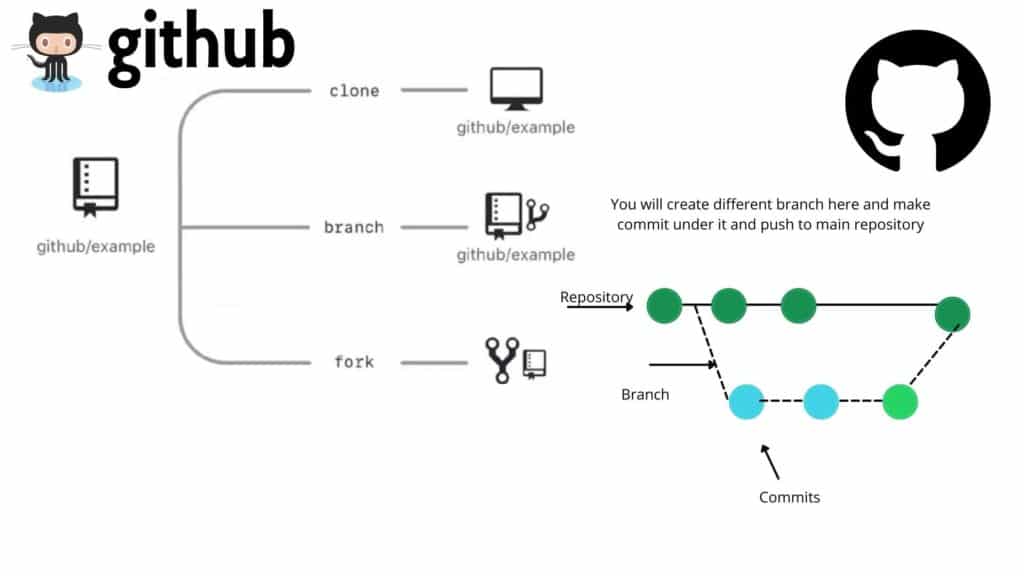 github
clone
github/example
github/example
branch
github/example
fork
You will create different branch here and make
commit under it and push to main repository
Repository
Branch
Commits